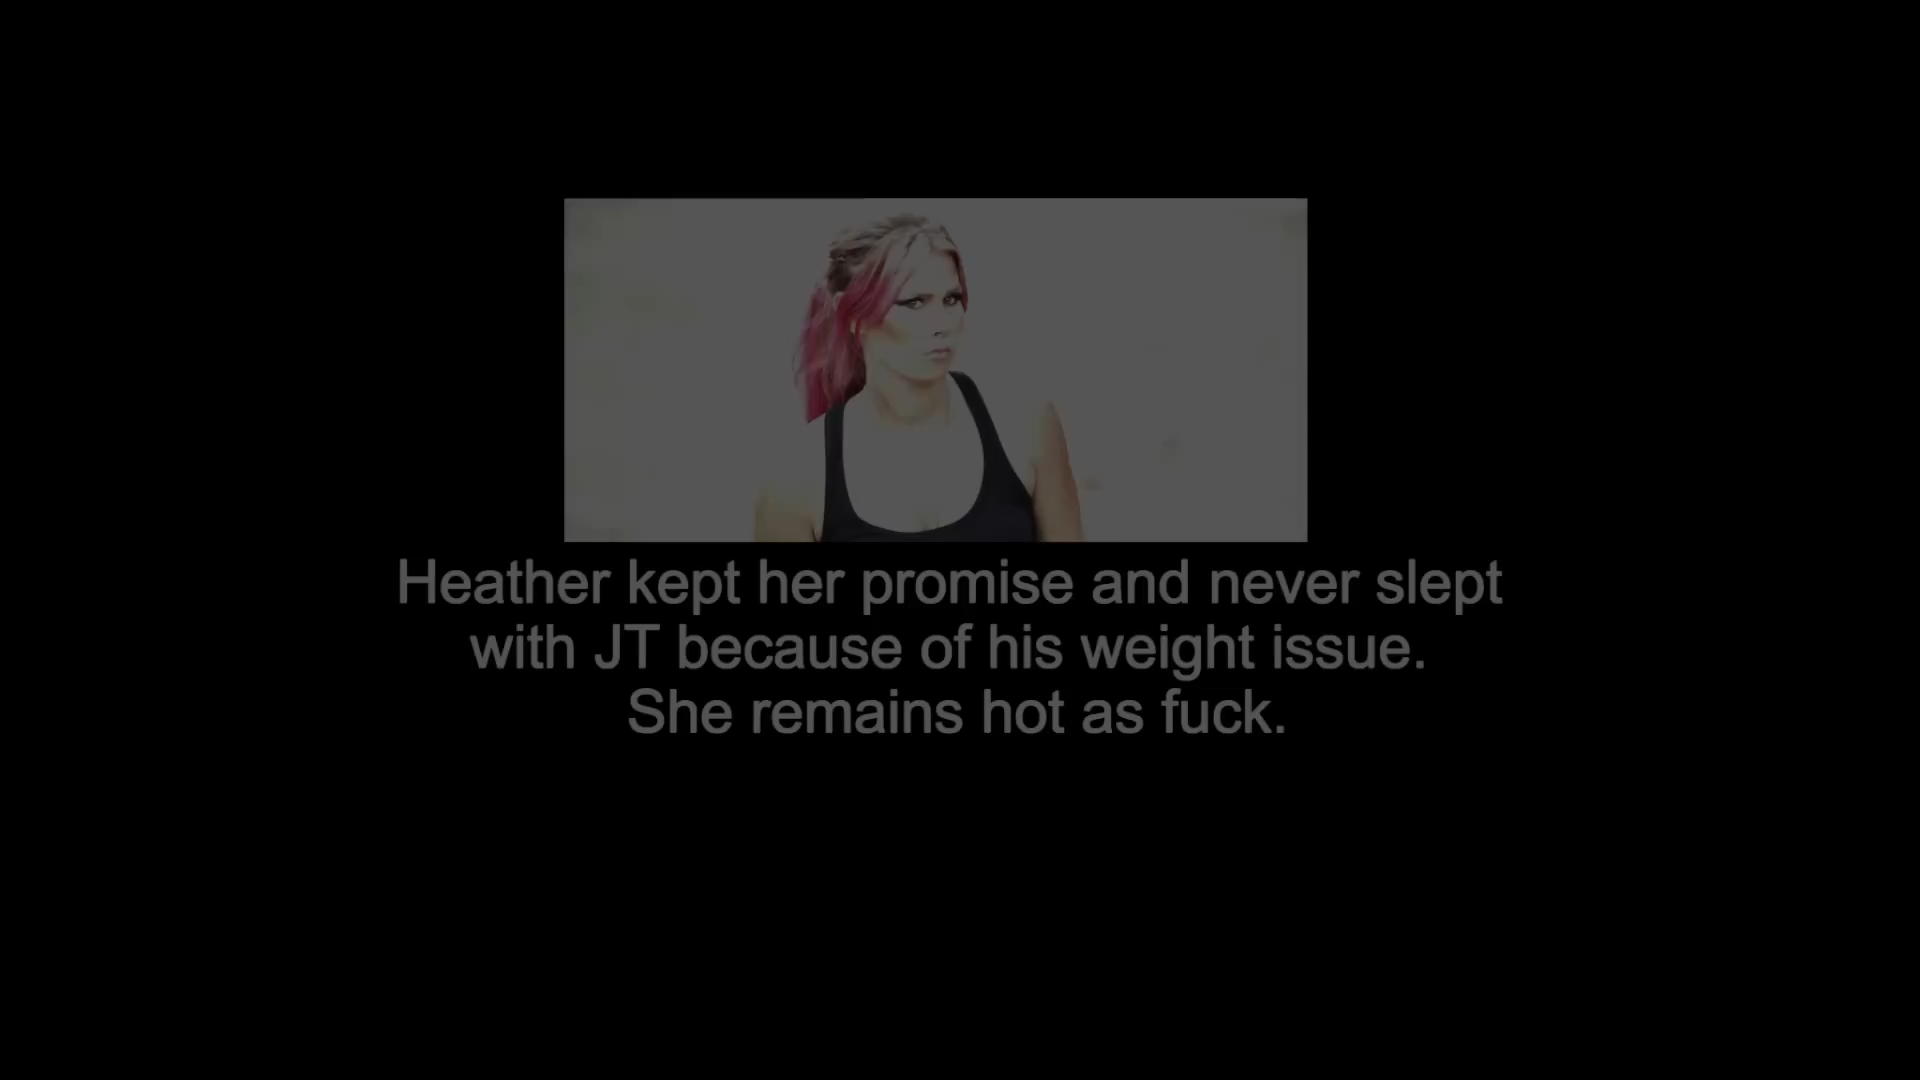 Heather kept her promise and never slept
with JT because of his weight issue.
She remains hot as fuck.